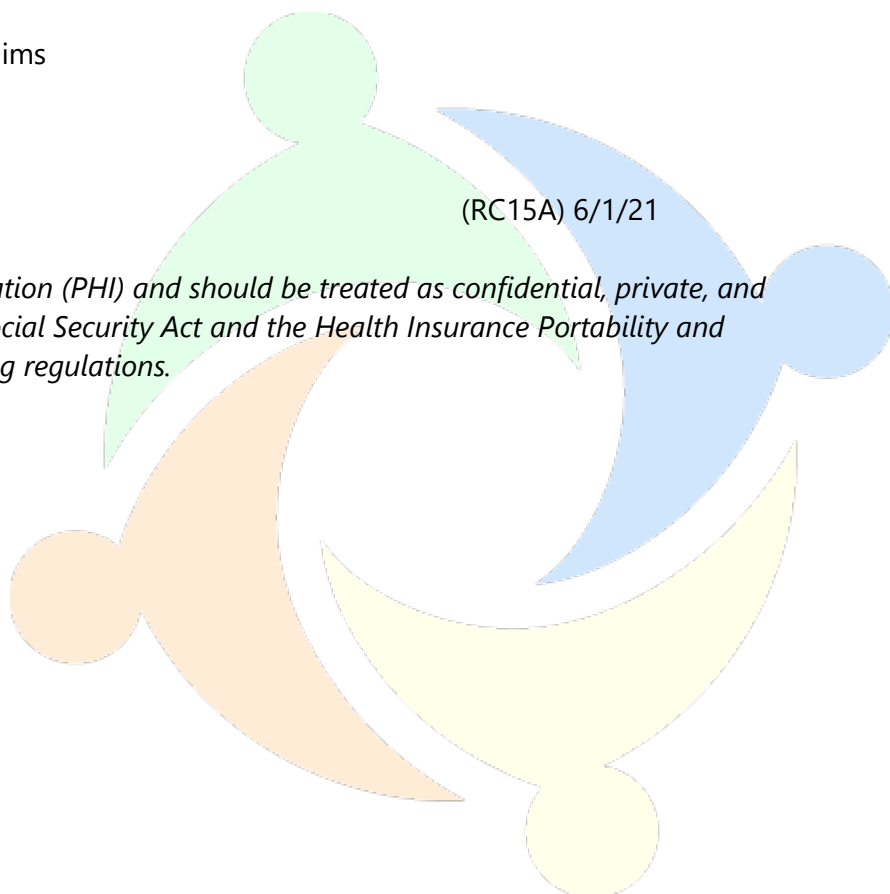 ims
(RC15A) 6/1/21
ation (PHI) and should be treated as confidential, private, and
ocial Security Act and the Health Insurance Portability and
g regulations.